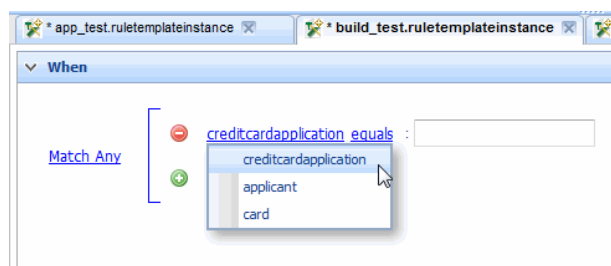 * app_test.ruletemplateinstance * build_test.ruletemplateinstance
When
creditcardapplication equals :
Match Any
creditcardapplication
applicant
card